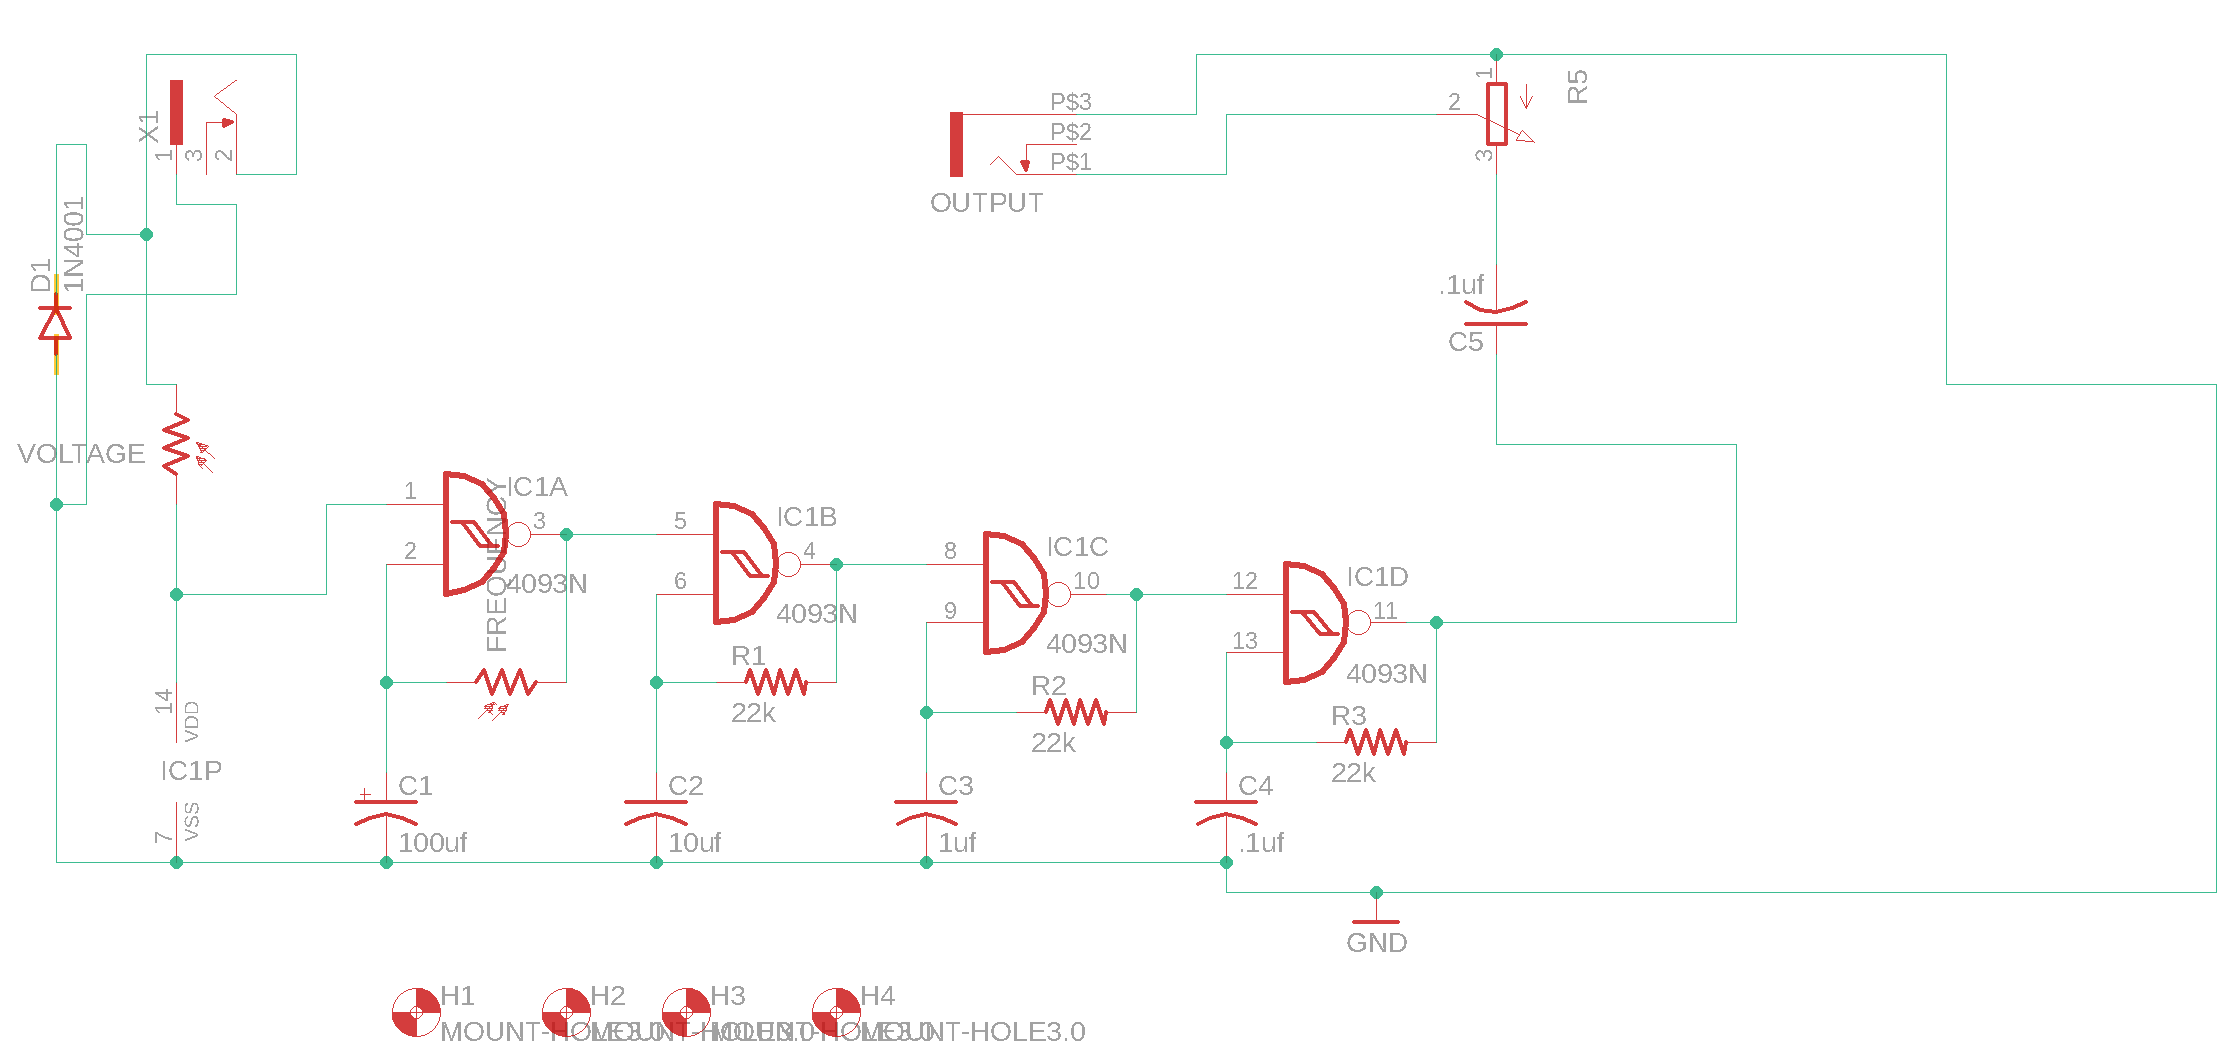 X1
1
3
2
D1
1N4001
VOLTAGE
P$3
P$2
P$1
OUTPUT
1
2
3
R5
.1uf
C5
1
2
3
IC1A
4093N
FREQUENCY
5
6
4
IC1B
4093N
R1
22k
8
9
10
IC1C
4093N
R2
22k
12
13
11
IC1D
4093N
R3
22k
14
VDD
IC1P
7
VSS
+
C1
100uf
C2
10uf
C3
1uf
C4
.1uf
GND
H1
MOUNT-HOLE3.0
H2
MOUNT-HOLE3.0
H3
MOUNT-HOLE3.0
H4
MOUNT-HOLE3.0